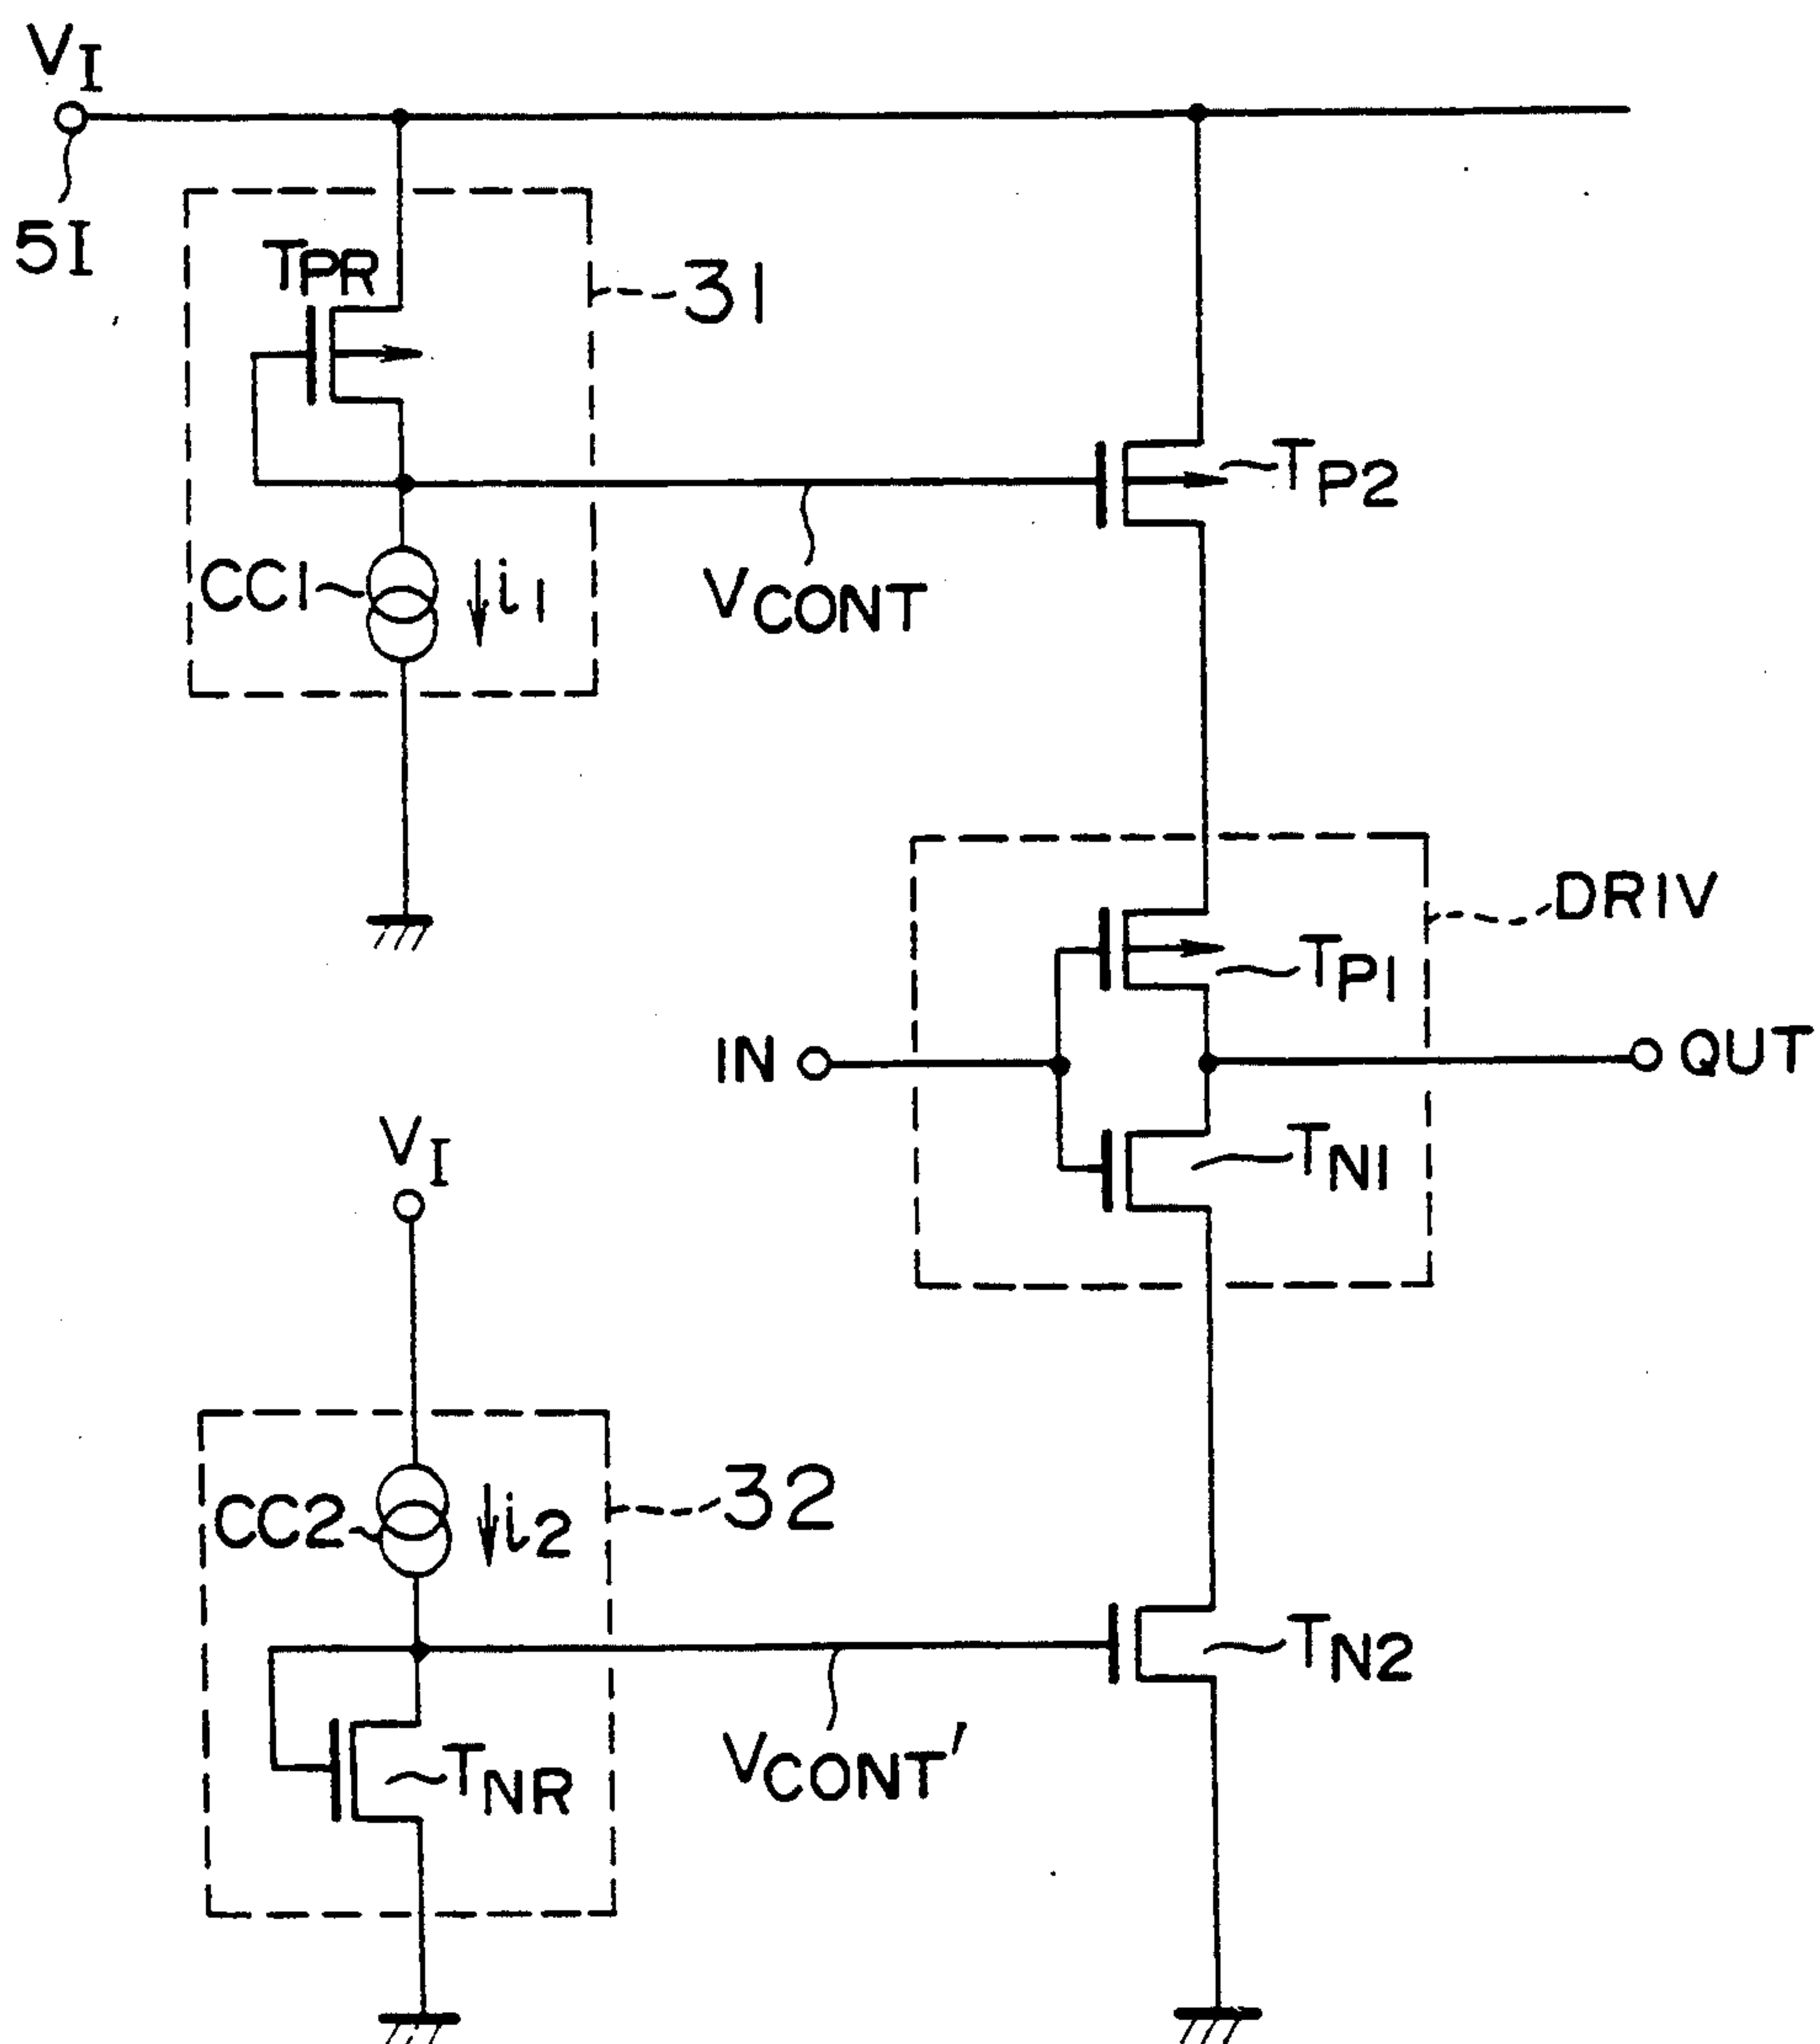 VI
5I
TPR
31
TP2
CC1
i1
VCONT
DRIV
TP1
IN
QUT
TN1
VI
CC2
i2
32
TN2
TNR
VCONT'